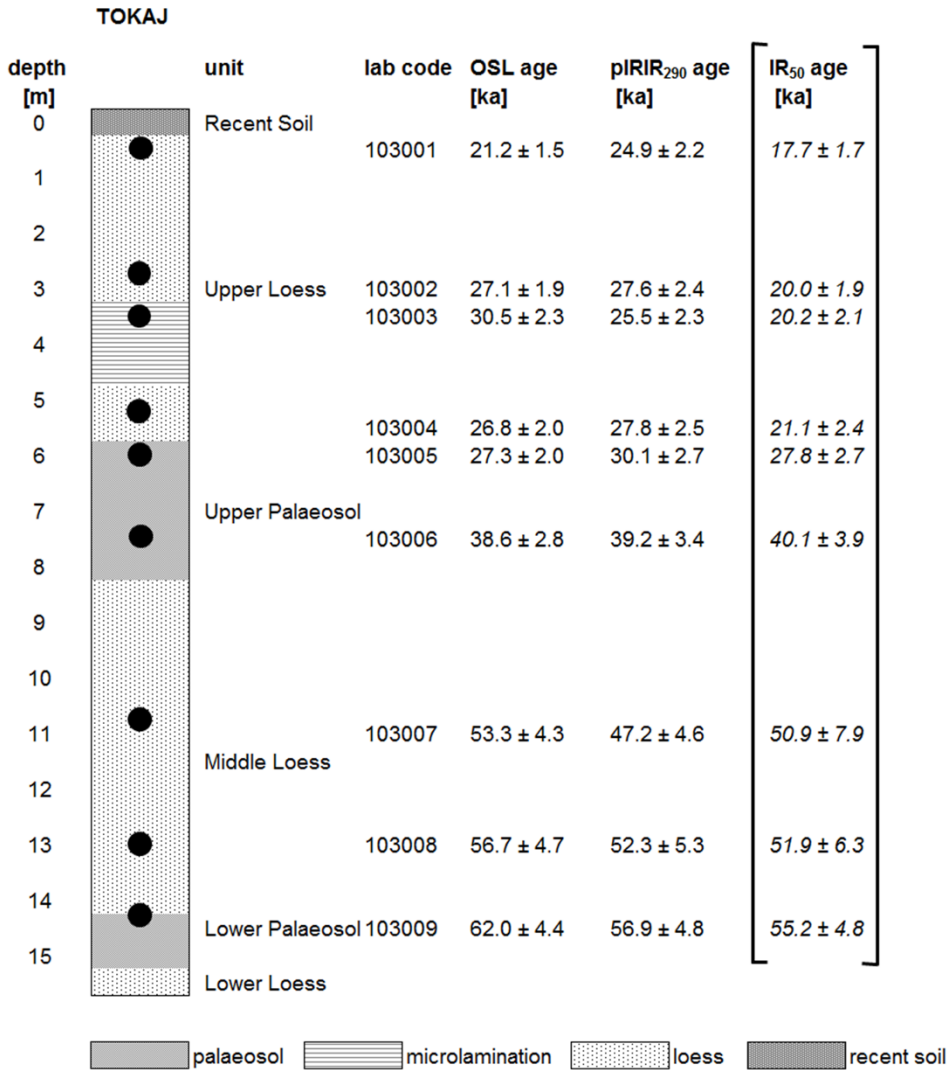 TOKAJ
depth unit lab code OSL age pIRIR₂₉₀ age IR₅₀ age
[m] [ka] [ka] [ka]
0 Recent Soil
103001 21.2 ± 1.5 24.9 ± 2.2 17.7 ± 1.7
1
2
3 Upper Loess 103002 27.1 ± 1.9 27.6 ± 2.4 20.0 ± 1.9
103003 30.5 ± 2.3 25.5 ± 2.3 20.2 ± 2.1
4
5
103004 26.8 ± 2.0 27.8 ± 2.5 21.1 ± 2.4
6 103005 27.3 ± 2.0 30.1 ± 2.7 27.8 ± 2.7
7 Upper Palaeosol
103006 38.6 ± 2.8 39.2 ± 3.4 40.1 ± 3.9
8
9
10
11 103007 53.3 ± 4.3 47.2 ± 4.6 50.9 ± 7.9
Middle Loess
12
13 103008 56.7 ± 4.7 52.3 ± 5.3 51.9 ± 6.3
14
Lower Palaeosol 103009 62.0 ± 4.4 56.9 ± 4.8 55.2 ± 4.8
15
Lower Loess
palaeosol microlamination loess recent soil